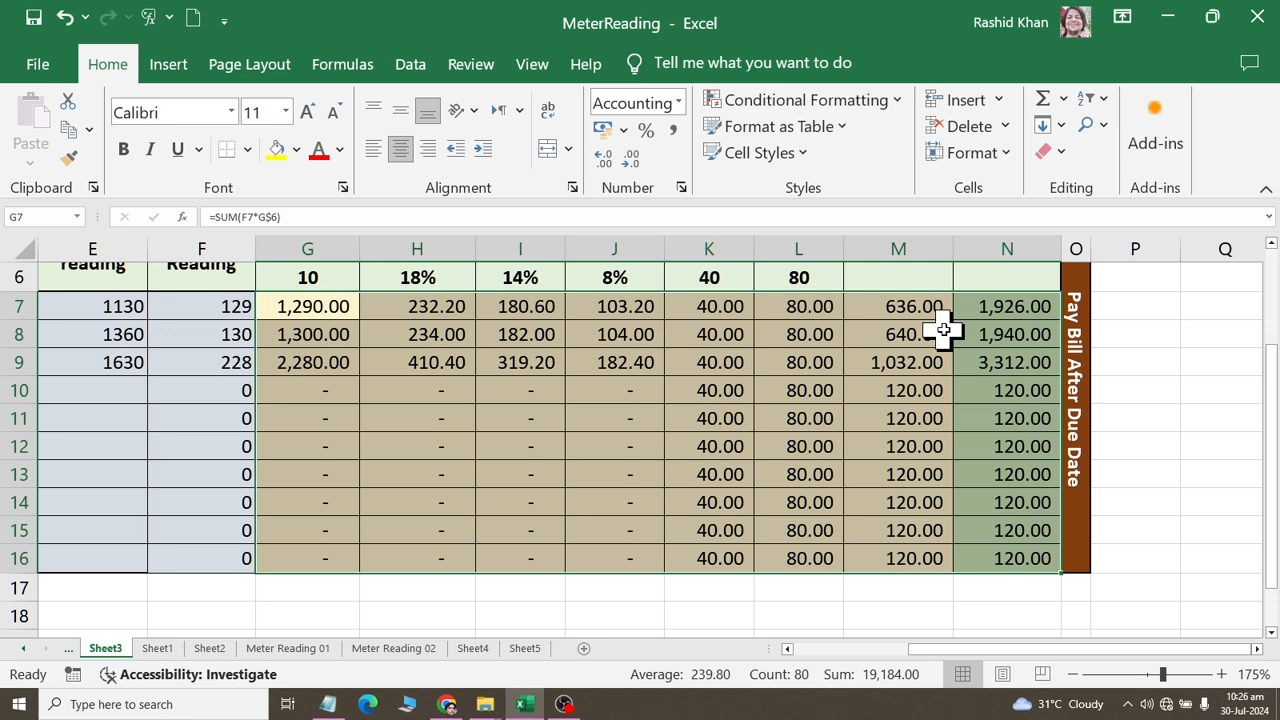 MeterReading - Excel
Rashid Khan
File Home Insert Page Layout Formulas Data Review View Help Tell me what you want to do
Paste
Calibri 11
B I U
Accounting
Conditional Formatting
Format as Table
Cell Styles
Insert
Delete
Format
Add-ins
Clipboard Font Alignment Number Styles Cells Editing Add-ins
G7 fx =SUM(F7*G$6)
E F G H I J K L M N O P Q
6 reading Reading 10 18% 14% 8% 40 80
7 1130 129 1,290.00 232.20 180.60 103.20 40.00 80.00 636.00 1,926.00
8 1360 130 1,300.00 234.00 182.00 104.00 40.00 80.00 640. 1,940.00
9 1630 228 2,280.00 410.40 319.20 182.40 40.00 80.00 1,032.00 3,312.00
10 0 - - - - 40.00 80.00 120.00 120.00
11 0 - - - - 40.00 80.00 120.00 120.00
12 0 - - - - 40.00 80.00 120.00 120.00
13 0 - - - - 40.00 80.00 120.00 120.00
14 0 - - - - 40.00 80.00 120.00 120.00
15 0 - - - - 40.00 80.00 120.00 120.00
16 0 - - - - 40.00 80.00 120.00 120.00
Pay Bill After Due Date
17
18
... Sheet3 Sheet1 Sheet2 Meter Reading 01 Meter Reading 02 Sheet4 Sheet5
Ready Accessibility: Investigate Average: 239.80 Count: 80 Sum: 19,184.00 175%
Type here to search 31°C Cloudy 10:26 am
30-Jul-2024